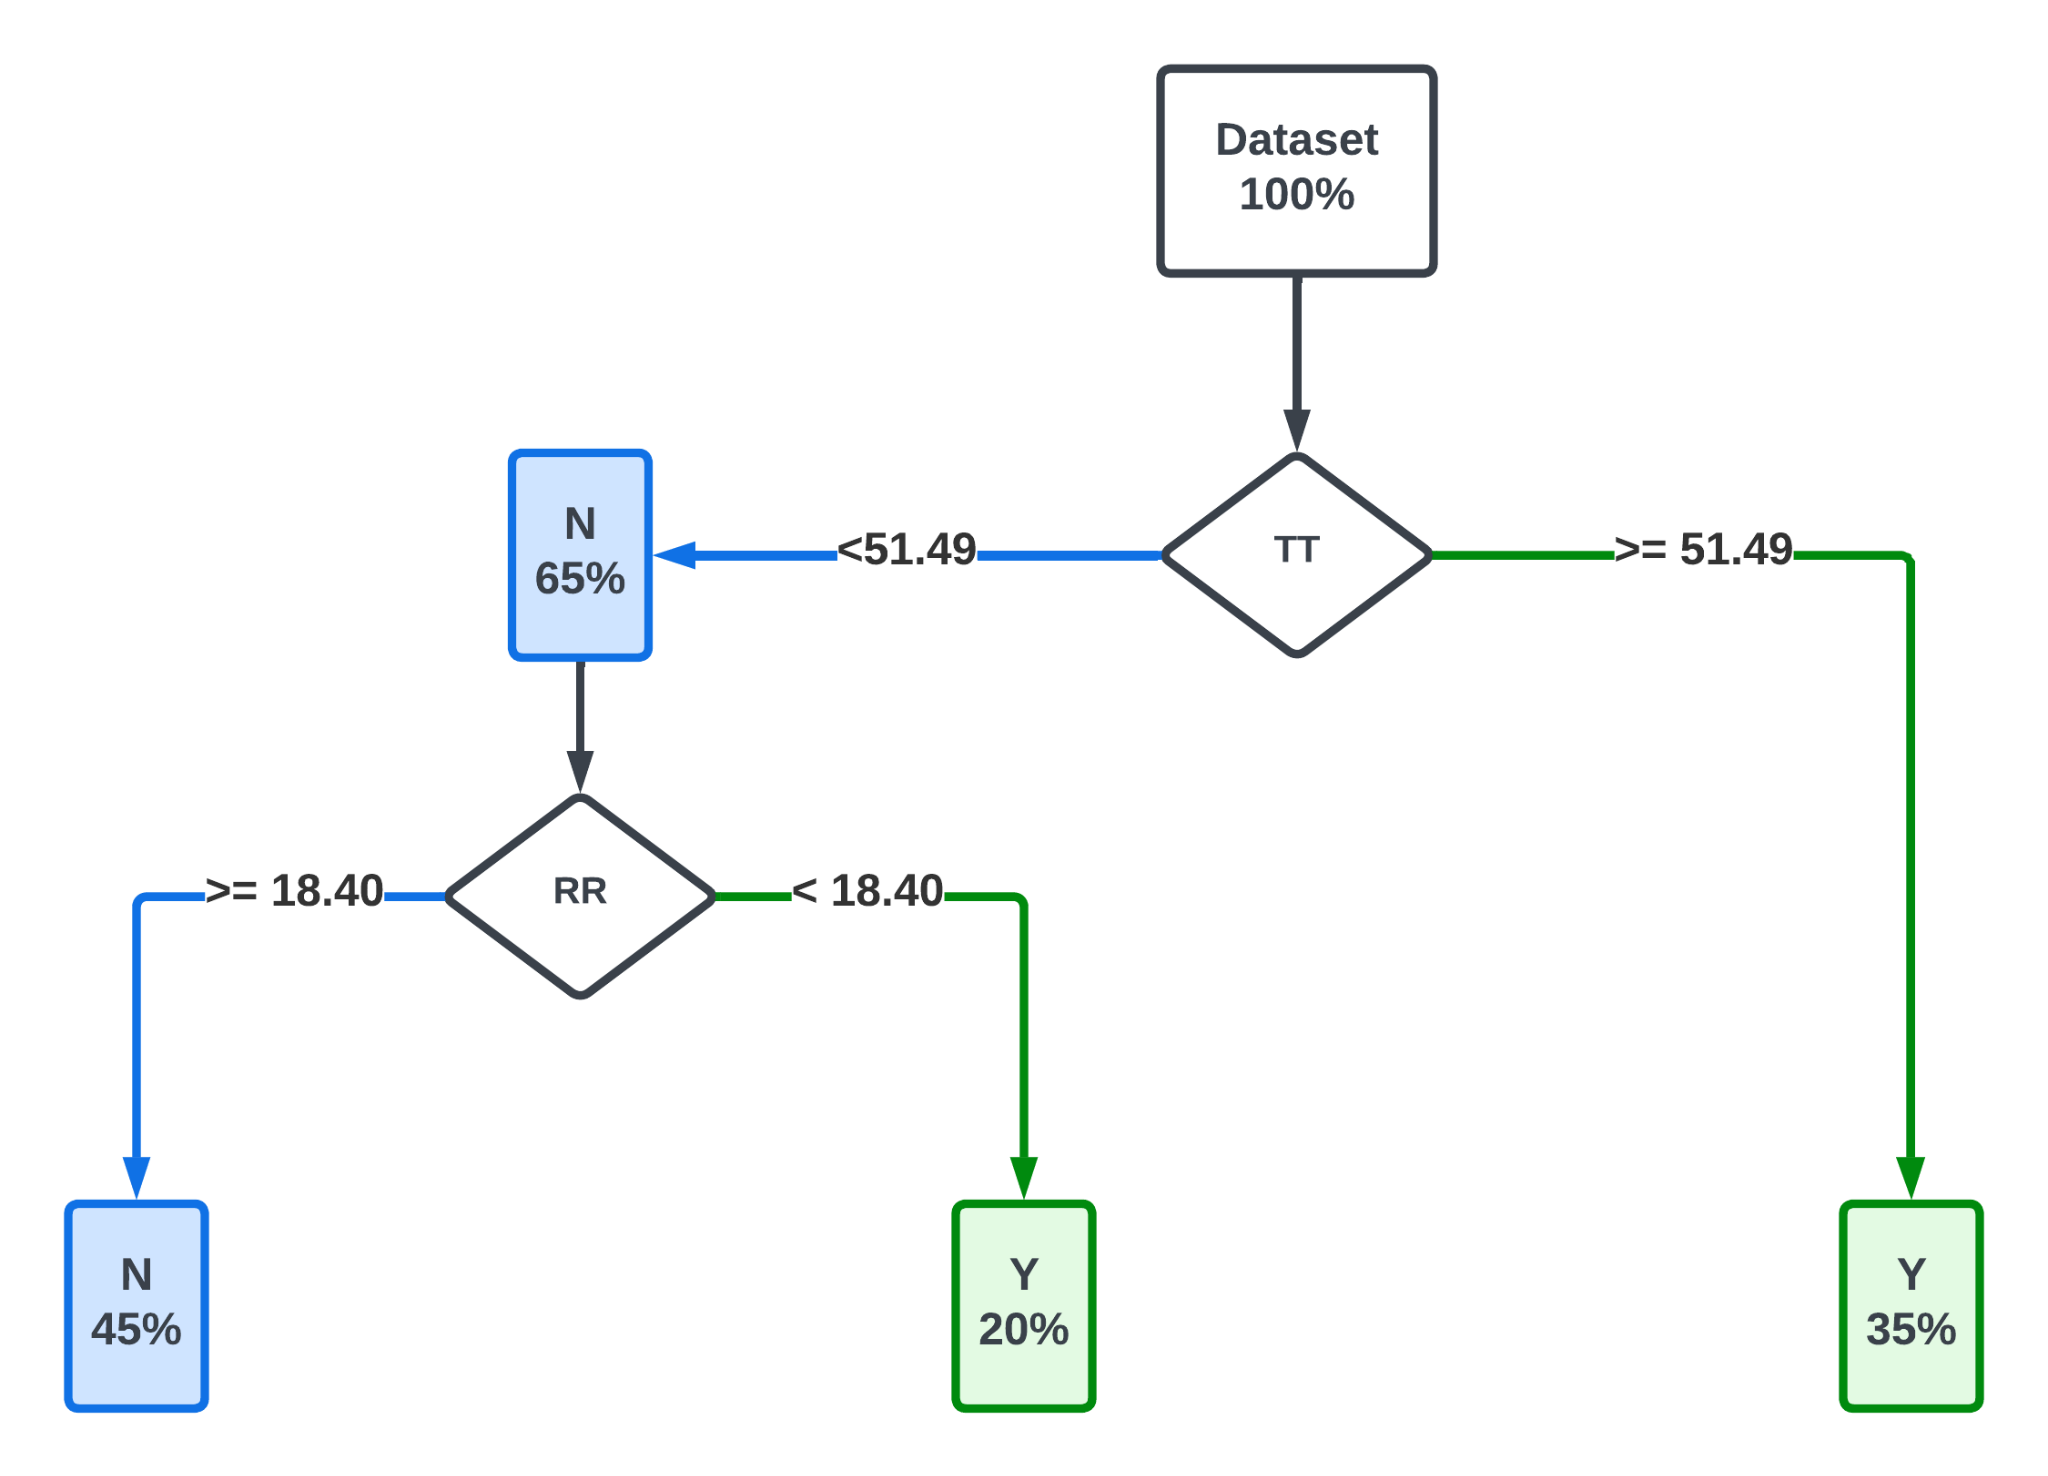 Dataset
100%
N
65%
<51.49
TT
>= 51.49
>= 18.40
RR
< 18.40
N
45%
Y
20%
Y
35%